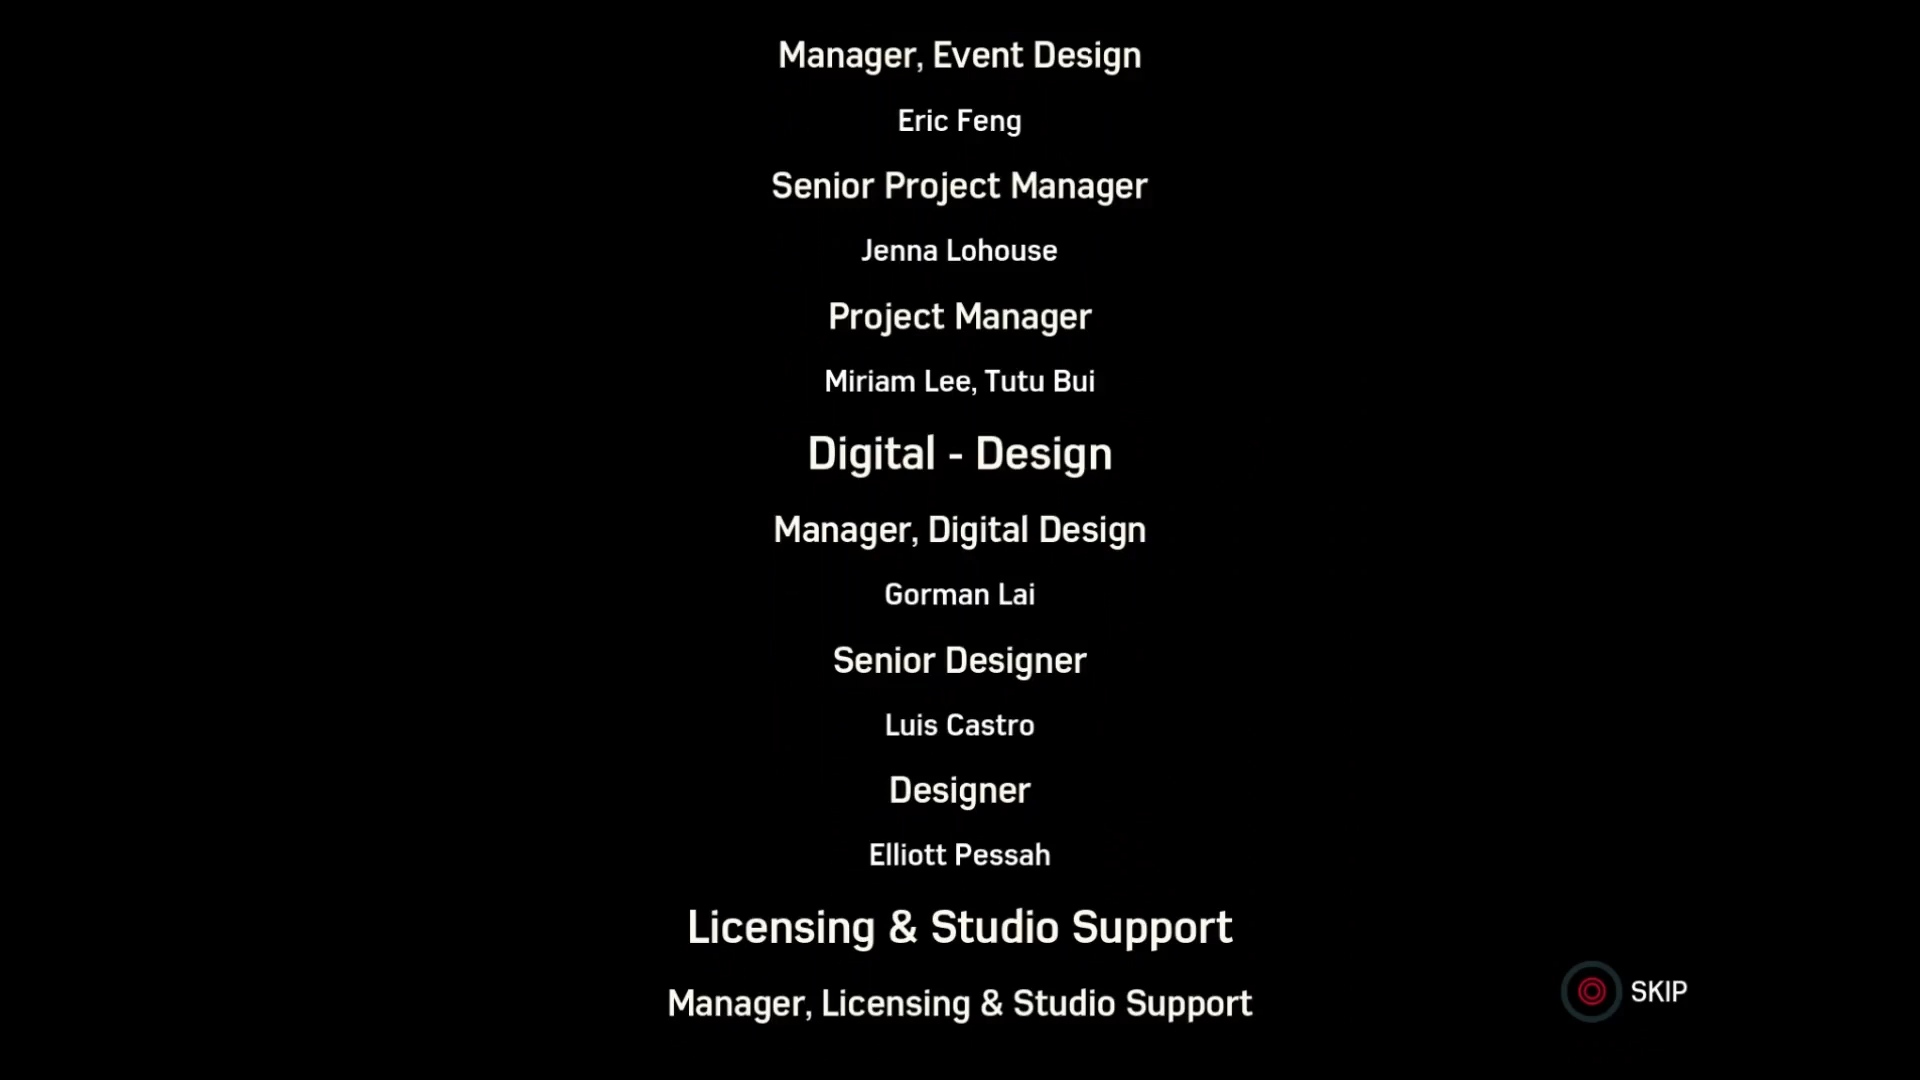 Manager, Event Design
Eric Feng
Senior Project Manager
Jenna Lohouse
Project Manager
Miriam Lee, Tutu Bui
Digital - Design
Manager, Digital Design
Gorman Lai
Senior Designer
Luis Castro
Designer
Elliott Pessah
Licensing & Studio Support
Manager, Licensing & Studio Support
SKIP